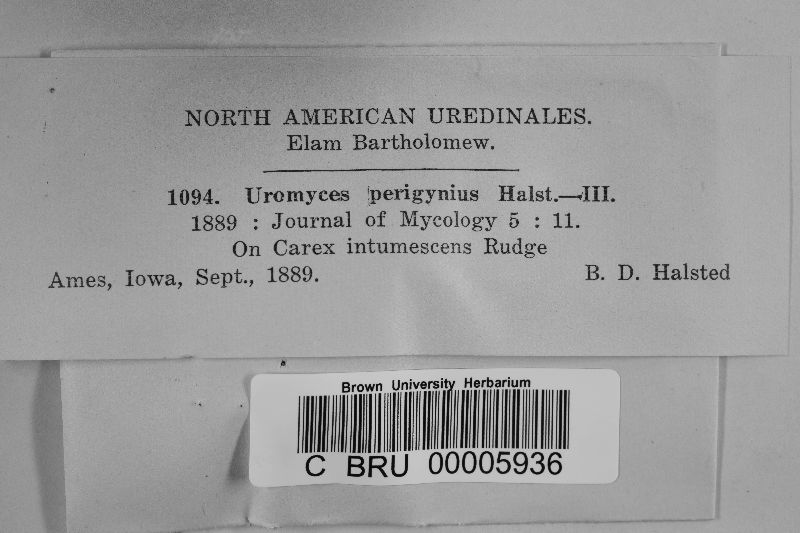 NORTH AMERICAN UREDINALES.
Elam Bartholomew.
1094. Uromyces perigynius Halst.—III.
1889 : Journal of Mycology 5 : 11.
On Carex intumescens Rudge
Ames, Iowa, Sept., 1889. B. D. Halsted
Brown University Herbarium
C BRU 00005936